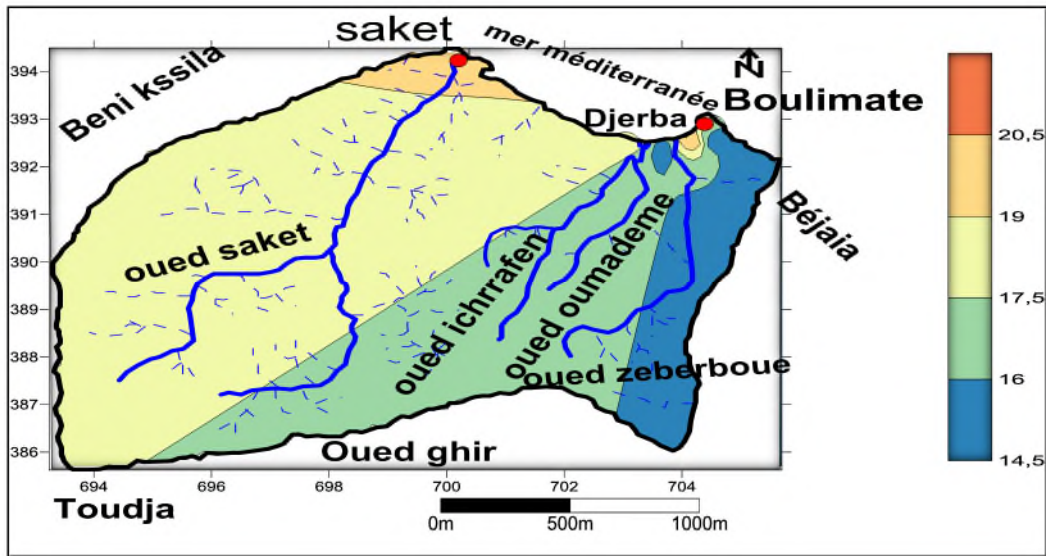 saket
mer méditerranée
N
Beni kssila
Djerba
Boulimate
Béjaia
oued saket
oued ichrrafen
oued oumademe
oued zeberboue
Oued ghir
Toudja
394
393
392
391
390
389
388
387
386
694
696
698
700
702
704
0m
500m
1000m
20,5
19
17,5
16
14,5